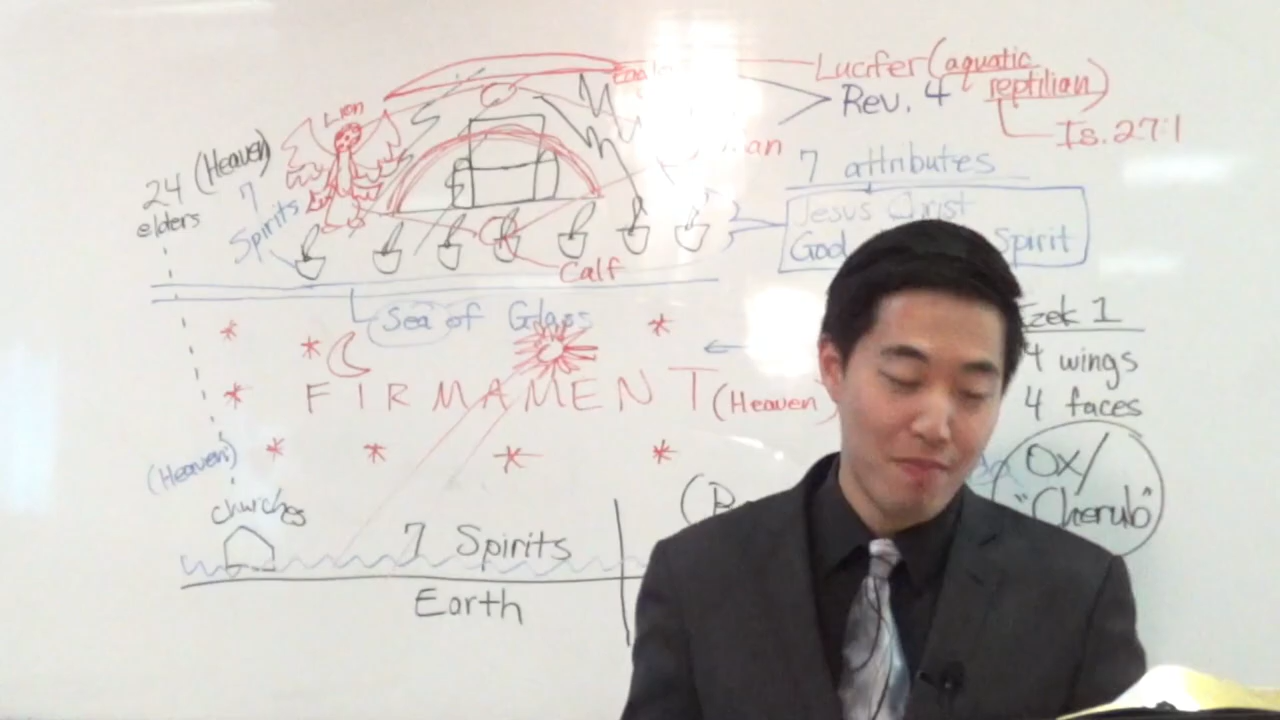 Lion
Lucifer (aquatic
reptilian)
Rev. 4
Is. 27:1
24 (Heaven)
elders
7
Spirits
7 attributes
Jesus Christ
God
Spirit
Calf
Sea of Glass
Ezek 1
4 wings
4 faces
FIRMAMENT (Heaven)
(Heaven)
Ox/
"Cherub"
churches
7 Spirits
Earth